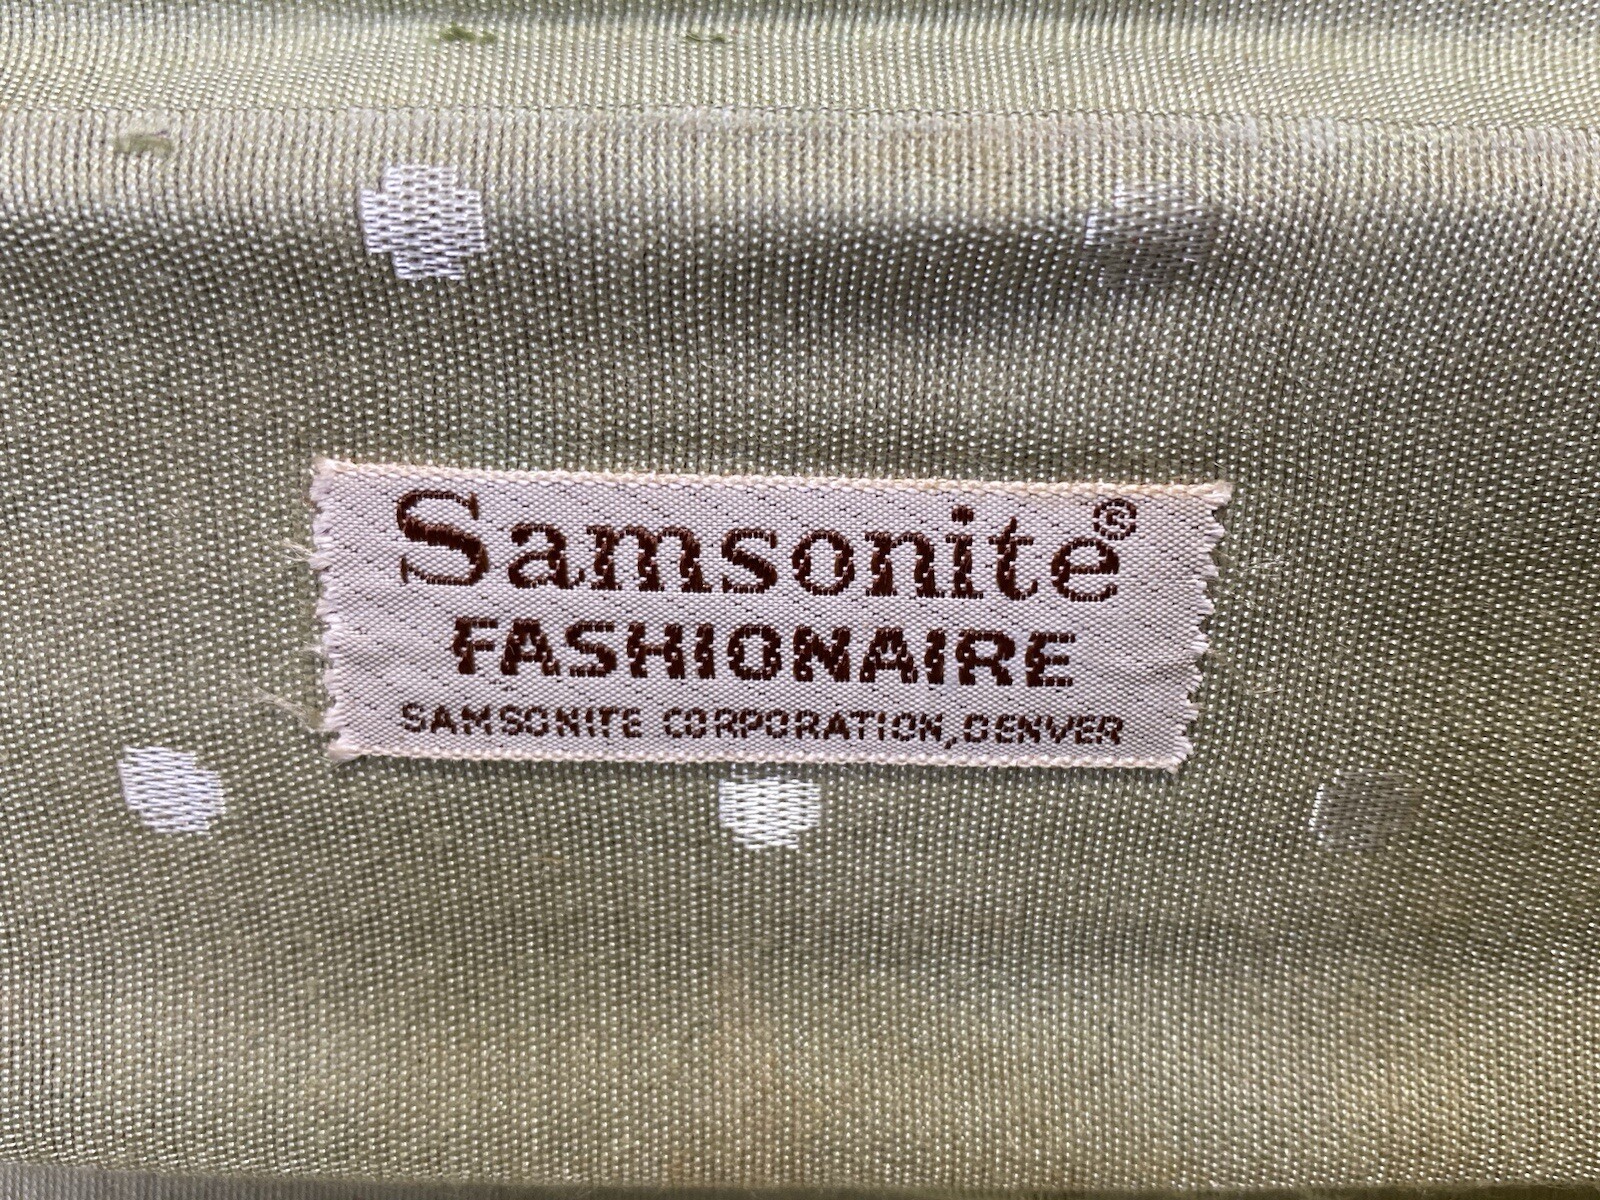 Samsonite®
FASHIONAIRE
SAMSONITE CORPORATION, DENVER